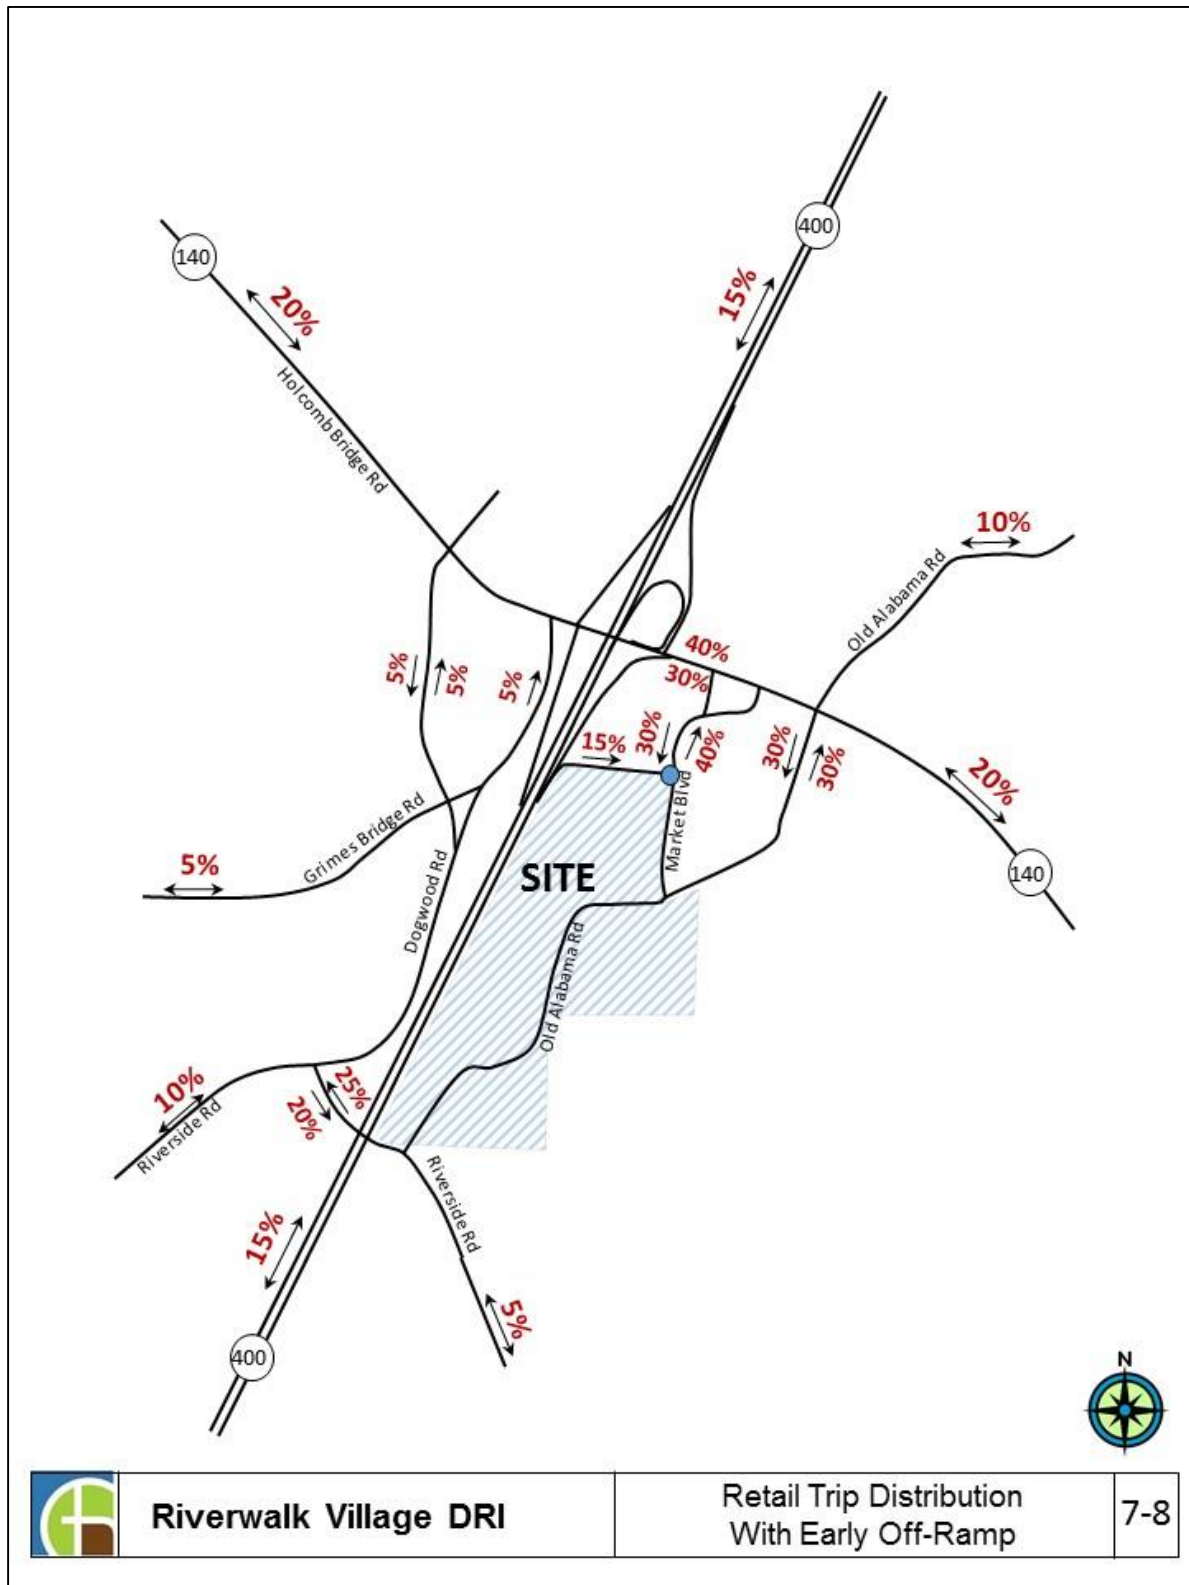 400
140
20%
15%
Holcomb Bridge Rd
10%
Old Alabama Rd
5%
5%
5%
40%
30%
30%
15%
40%
30%
30%
20%
Market Blvd
Grimes Bridge Rd
5%
SITE
140
Dogwood Rd
Old Alabama Rd
10%
25%
20%
Riverside Rd
Riverside Rd
15%
5%
400
N
Riverwalk Village DRI
Retail Trip Distribution
With Early Off-Ramp
7-8